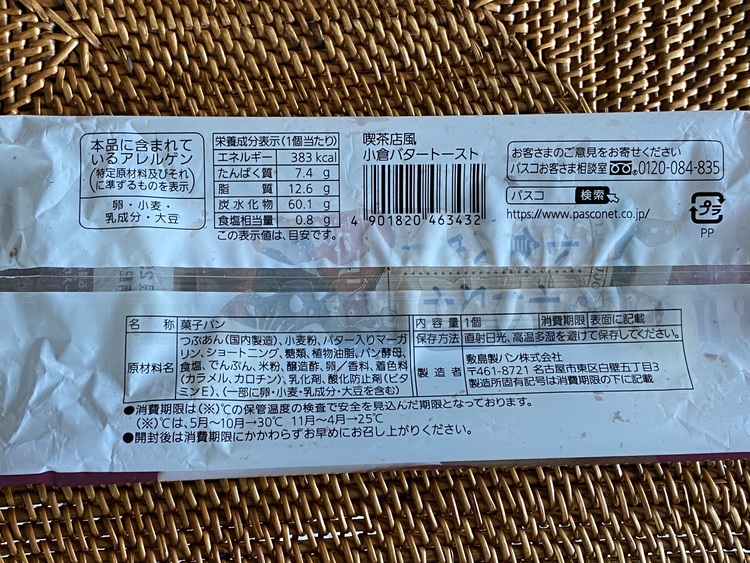 本品に含まれて
いるアレルゲン
(特定原材料及びそれ
に準ずるものを表示)
卵・小麦・
乳成分・大豆
栄養成分表示(1個当たり)
エネルギー 383 kcal
たんぱく質 7.4 g
脂質 12.6 g
炭水化物 60.1 g
食塩相当量 0.8 g
この表示値は、目安です。
喫茶店風
小倉バタートースト
4 901820 463432
お客さまのご意見をお寄せください
パスコお客さま相談室 0120-084-835
パスコ 検索
https://www.pasconet.co.jp/
プラ
PP
名称 菓子パン
原材料名 つぶあん(国内製造)、小麦粉、バター入りマーガ
リン、ショートニング、糖類、植物油脂、パン酵母、
食塩、でんぷん、米粉、醸造酢、卵/香料、着色料
(カラメル、カロチン)、乳化剤、酸化防止剤(ビタ
ミンE)、(一部に卵・小麦・乳成分・大豆を含む)
内容量 1個 消費期限 表面に記載
保存方法 直射日光、高温多湿を避けて保存してください。
製造者 敷島製パン株式会社
〒461-8721 名古屋市東区白壁五丁目3
製造所固有記号は消費期限の下に記載
●消費期限は(※)℃の保管温度の検査で安全を見込んだ期限となっております。
(※)℃は、5月〜10月→30℃ 11月〜4月→25℃
●開封後は消費期限にかかわらずお早めにお召し上がりください。